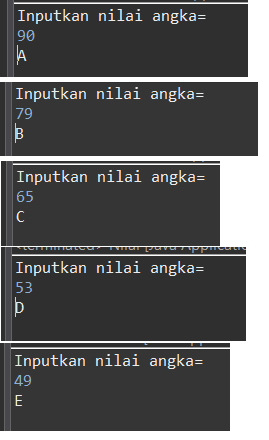 Inputkan nilai angka=
90
A
Inputkan nilai angka=
79
B
Inputkan nilai angka=
65
C
Inputkan nilai angka=
53
D
Inputkan nilai angka=
49
E